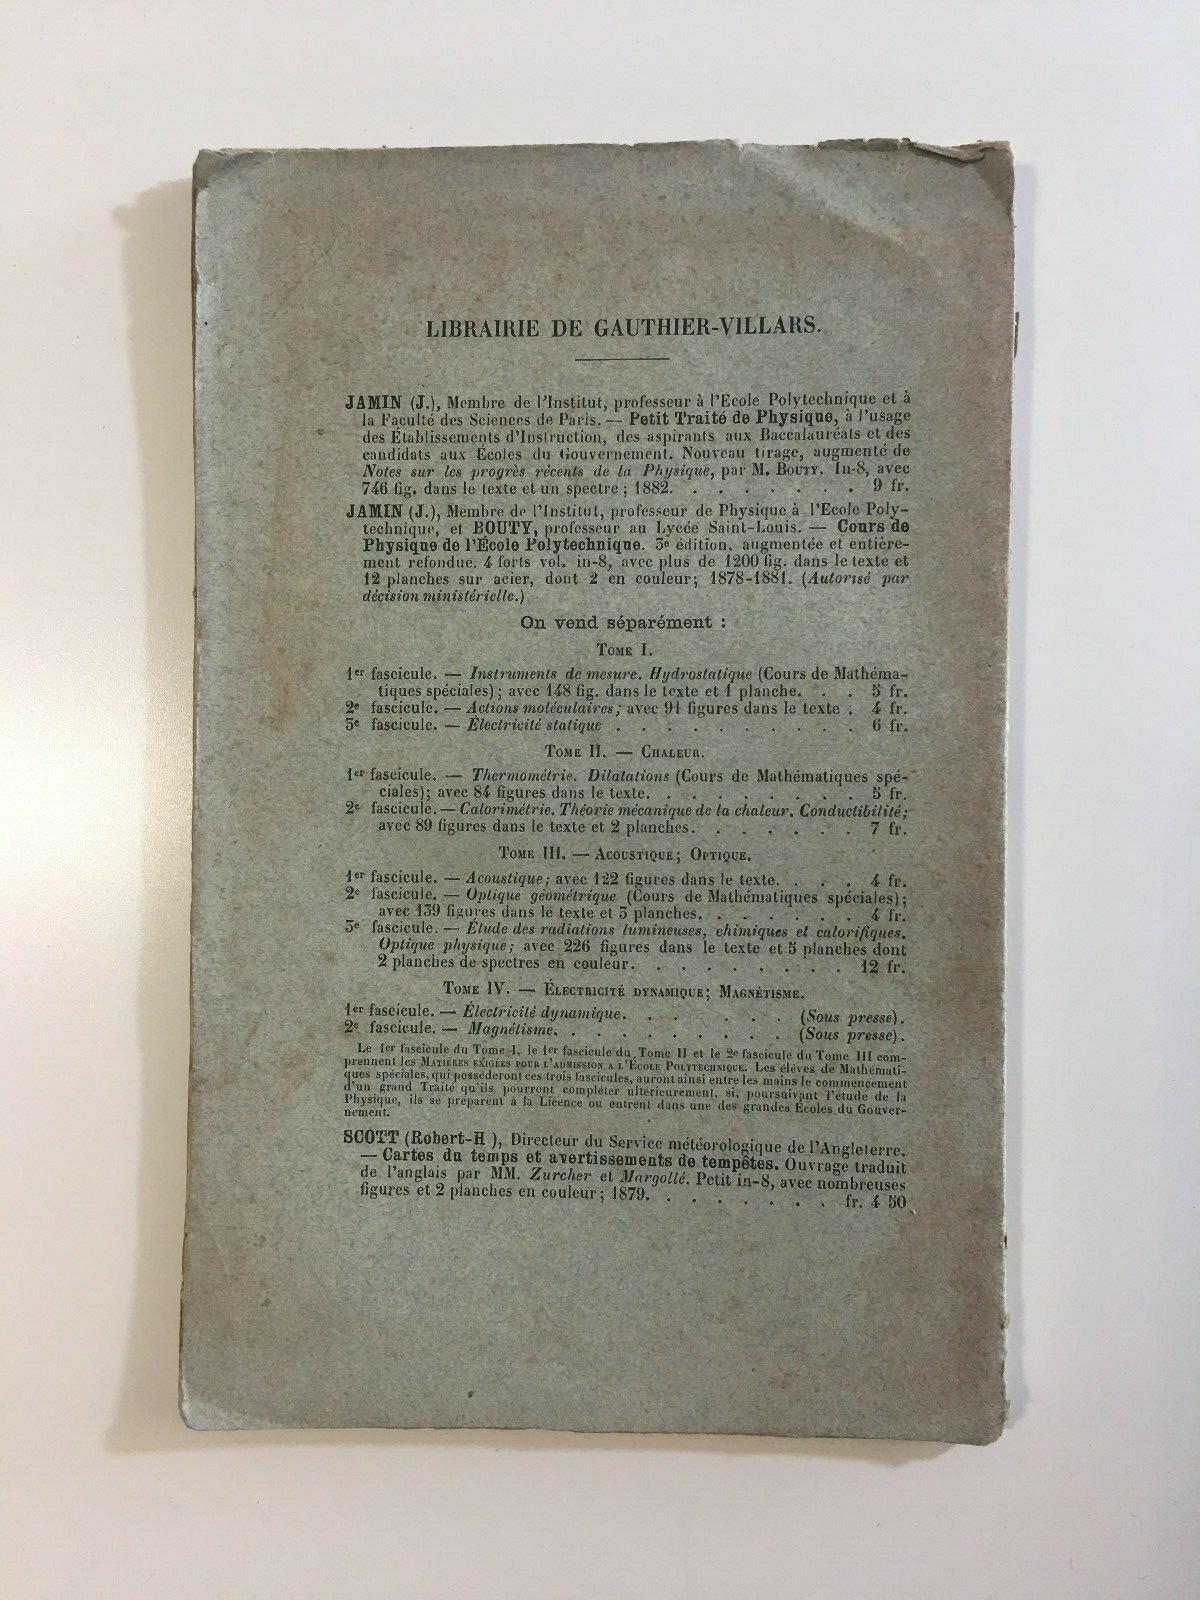 LIBRAIRIE DE GAUTHIER-VILLARS.
JAMIN (J.), Membre de l'Institut, professeur à l'Ecole Polytechnique et à
la Faculté des Sciences de Paris. — Petit Traité de Physique, à l'usage
des Établissements d'Instruction, des aspirants aux Baccalauréats et des
candidats aux Écoles du Gouvernement. Nouveau tirage, augmenté de
Notes sur les progrès récents de la Physique, par M. BOUTY. In-8, avec
746 fig. dans le texte et un spectre ; 1882. . . . . . . . 9 fr.
JAMIN (J.), Membre de l'Institut, professeur de Physique à l'Ecole Poly-
technique, et BOUTY, professeur au Lycée Saint-Louis. — Cours de
Physique de l'École Polytechnique. 3e édition, augmentée et entière-
ment refondue. 4 forts vol. in-8, avec plus de 1200 fig. dans le texte et
12 planches sur acier, dont 2 en couleur; 1878-1881. (Autorisé par
décision ministérielle.)
On vend séparément :
TOME I.
1er fascicule. — Instruments de mesure. Hydrostatique (Cours de Mathéma-
tiques spéciales) ; avec 148 fig. dans le texte et 1 planche. . . 5 fr.
2e fascicule. — Actions moléculaires; avec 91 figures dans le texte . 4 fr.
3e fascicule. — Électricité statique . . . . . . . . . . 6 fr.
TOME II. — CHALEUR.
1er fascicule. — Thermométrie. Dilatations (Cours de Mathématiques spé-
ciales); avec 84 figures dans le texte. . . . . . . . 5 fr.
2e fascicule. — Calorimétrie. Théorie mécanique de la chaleur. Conductibilité;
avec 89 figures dans le texte et 2 planches. . . . . . . 7 fr.
TOME III. — ACOUSTIQUE; OPTIQUE.
1er fascicule. — Acoustique; avec 122 figures dans le texte. . . . 4 fr.
2e fascicule. — Optique géométrique (Cours de Mathématiques spéciales);
avec 139 figures dans le texte et 3 planches. . . . . . . 4 fr.
3e fascicule. — Étude des radiations lumineuses, chimiques et calorifiques.
Optique physique; avec 226 figures dans le texte et 5 planches dont
2 planches de spectres en couleur. . . . . . . . . 12 fr.
TOME IV. — ÉLECTRICITÉ DYNAMIQUE; MAGNÉTISME.
1er fascicule. — Électricité dynamique. . . . . . (Sous presse).
2e fascicule. — Magnétisme. . . . . . . . . . (Sous presse).
Le 1er fascicule du Tome I, le 1er fascicule du Tome II et le 2e fascicule du Tome III com-
prennent les MATIÈRES EXIGÉES POUR L'ADMISSION A L'ÉCOLE POLYTECHNIQUE. Les élèves de Mathémati-
ques spéciales, qui posséderont ces trois fascicules, auront ainsi entre les mains le commencement
d'un grand Traité qu'ils pourront compléter ultérieurement, si, poursuivant l'étude de la
Physique, ils se préparent à la Licence ou entrent dans une des grandes Écoles du Gouver-
nement.
SCOTT (Robert-H ), Directeur du Service météorologique de l'Angleterre.
— Cartes du temps et avertissements de tempêtes. Ouvrage traduit
de l'anglais par MM. Zurcher et Margollé. Petit in-8, avec nombreuses
figures et 2 planches en couleur; 1879. . . . . . . . fr. 4 50